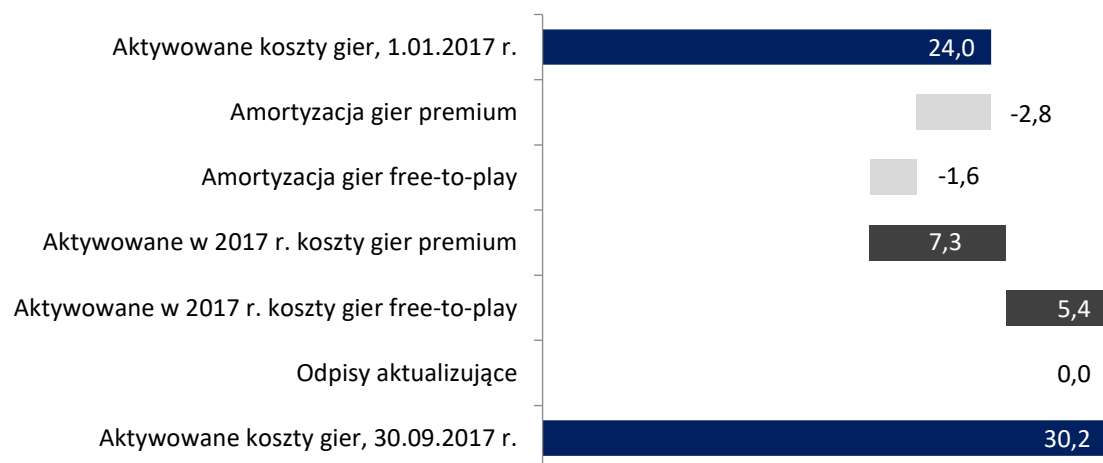 Aktywowane koszty gier, 1.01.2017 r. 24,0
Amortyzacja gier premium -2,8
Amortyzacja gier free-to-play -1,6
Aktywowane w 2017 r. koszty gier premium 7,3
Aktywowane w 2017 r. koszty gier free-to-play 5,4
Odpisy aktualizujące 0,0
Aktywowane koszty gier, 30.09.2017 r. 30,2